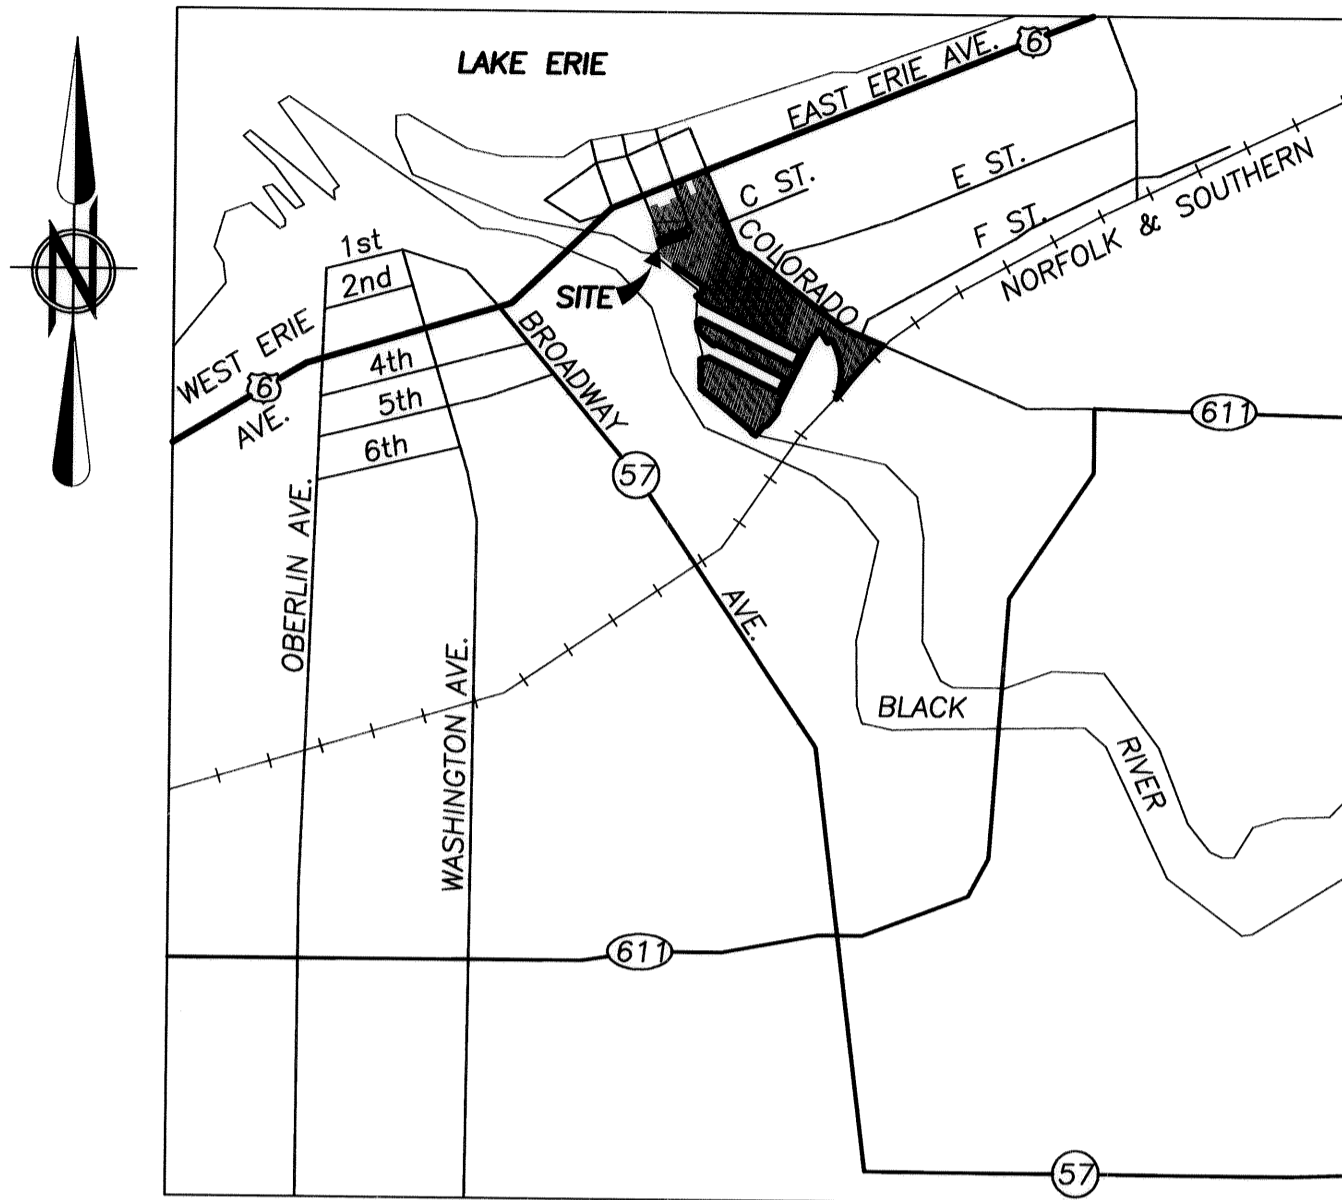 LAKE ERIE
EAST ERIE AVE.
6
C ST.
E ST.
F ST.
NORFOLK & SOUTHERN
COLORADO
N
1st
2nd
SITE
WEST ERIE
AVE.
6
4th
5th
6th
BROADWAY
AVE.
57
611
OBERLIN AVE.
WASHINGTON AVE.
BLACK
RIVER
611
57